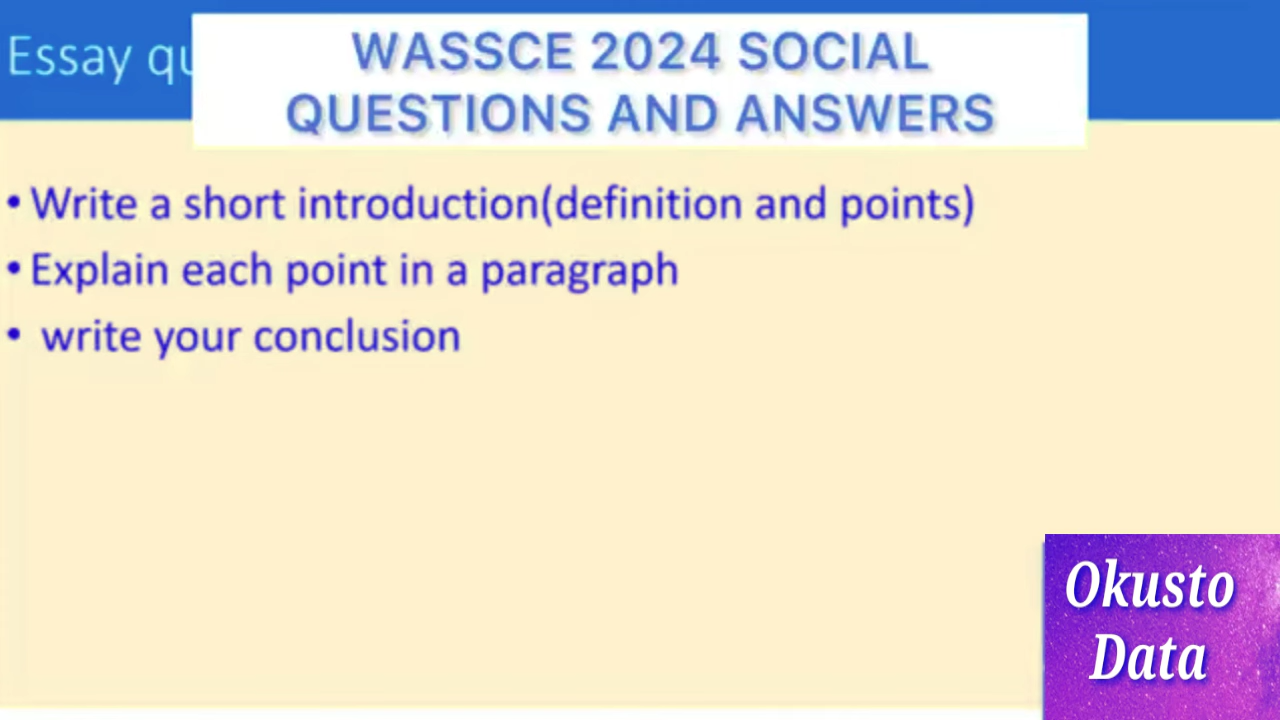 Essay qu
WASSCE 2024 SOCIAL
QUESTIONS AND ANSWERS
• Write a short introduction(definition and points)
• Explain each point in a paragraph
• write your conclusion
Okusto
Data